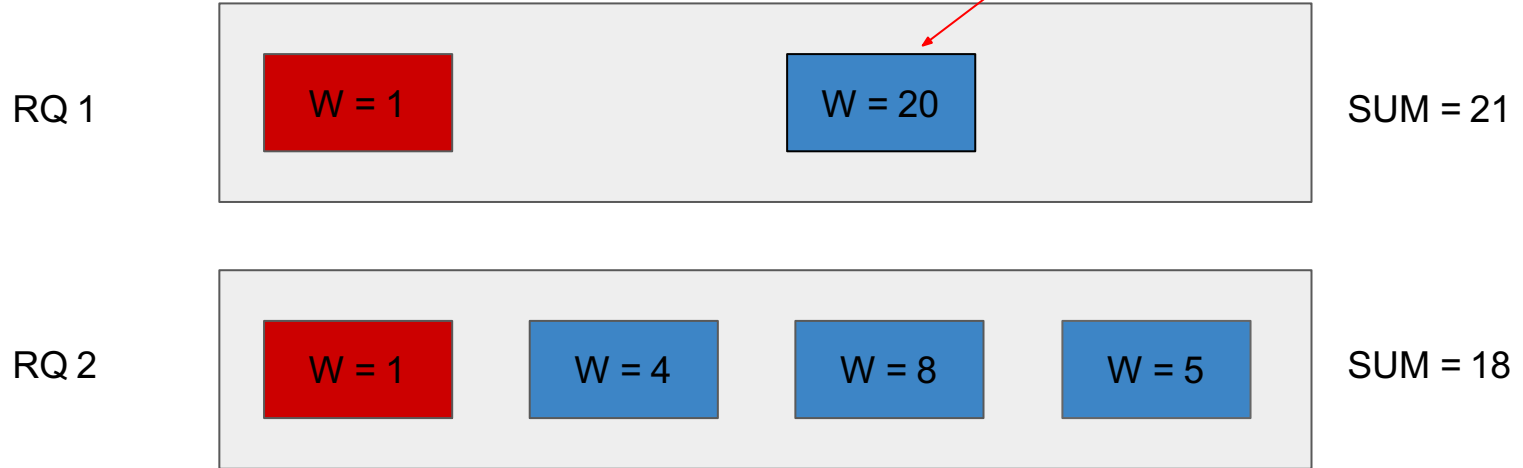 RQ 1
W = 1
W = 20
SUM = 21
RQ 2
W = 1
W = 4
W = 8
W = 5
SUM = 18